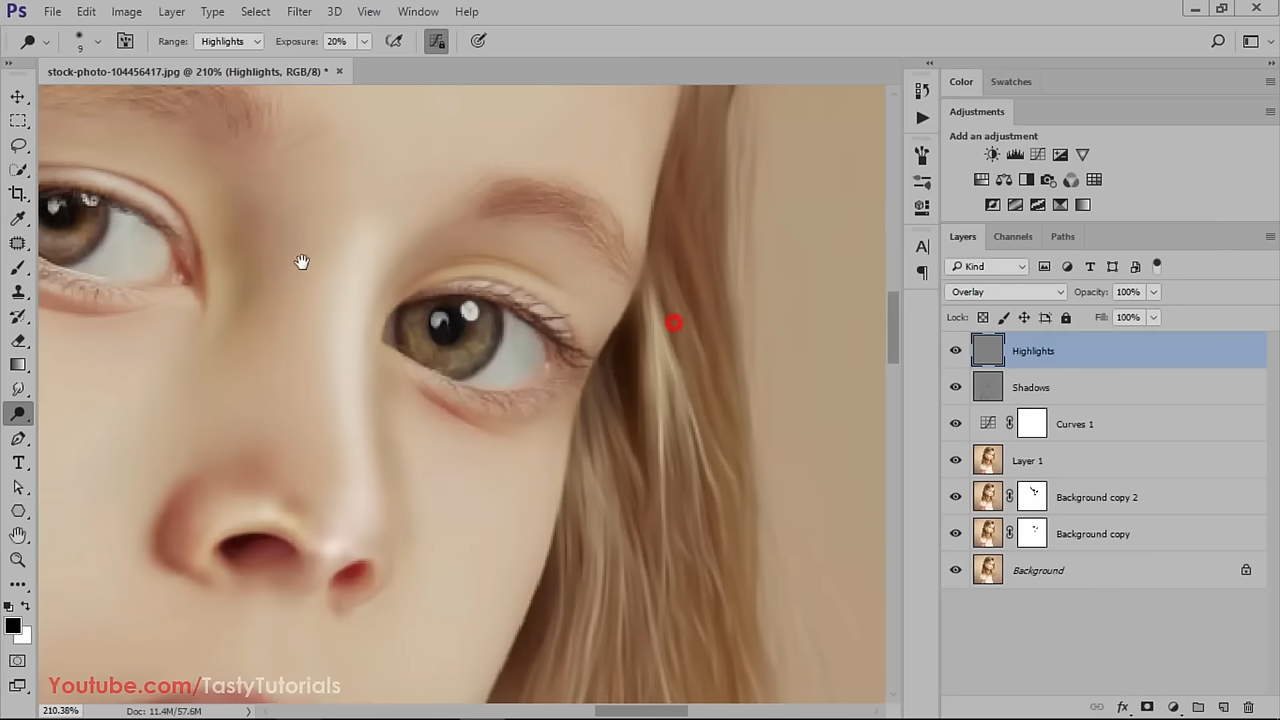 Ps File Edit Image Layer Type Select Filter 3D View Window Help
9 Range: Highlights Exposure: 20%
stock-photo-104456417.jpg @ 210% (Highlights, RGB/8) * ×
Color Swatches
Adjustments
Add an adjustment
Layers Channels Paths
Kind
Overlay Opacity: 100%
Lock: Fill: 100%
Highlights
Shadows
Curves 1
Layer 1
Background copy 2
Background copy
Background
Youtube.com/TastyTutorials
210.38% Doc: 11.4M/57.6M